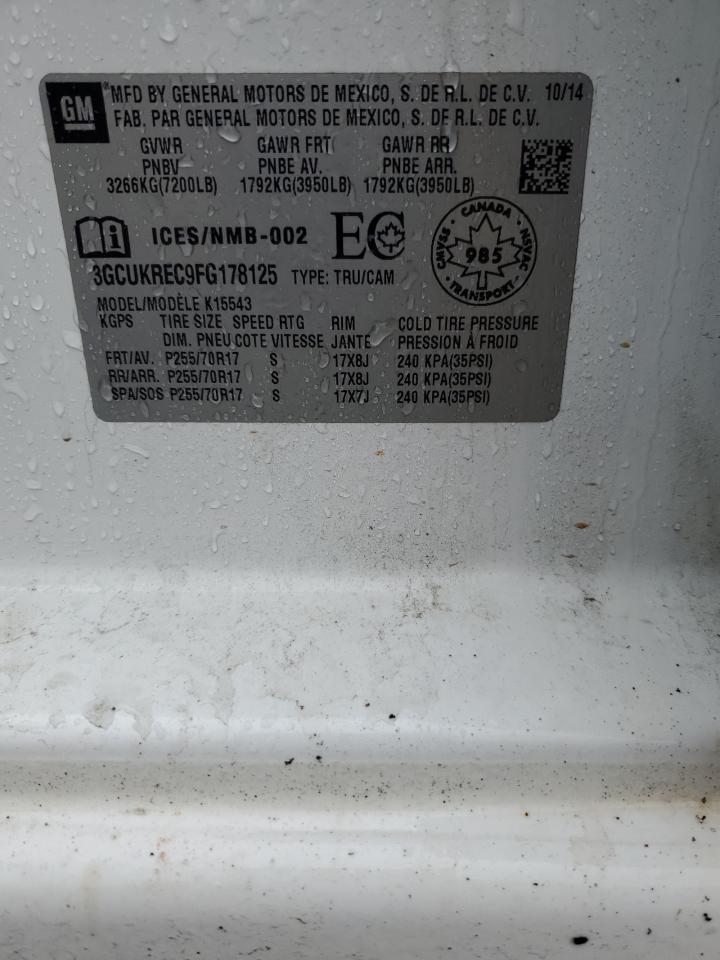 GM
MFD BY GENERAL MOTORS DE MEXICO, S. DE R.L. DE C.V. 10/14
FAB. PAR GENERAL MOTORS DE MEXICO, S. DE R.L. DE C.V.
GVWR GAWR FRT GAWR RR
PNBV PNBE AV. PNBE ARR.
3266KG(7200LB) 1792KG(3950LB) 1792KG(3950LB)
ICES/NMB-002 EC
CANADA CMVSS NSVAC 985 TRANSPORT
3GCUKREC9FG178125 TYPE: TRU/CAM
MODEL/MODÈLE K15543
KGPS TIRE SIZE SPEED RTG RIM COLD TIRE PRESSURE
DIM. PNEU COTE VITESSE JANTE PRESSION À FROID
FRT/AV. P255/70R17 S 17X8J 240 KPA(35PSI)
RR/ARR. P255/70R17 S 17X8J 240 KPA(35PSI)
SPA/SOS P255/70R17 S 17X7J 240 KPA(35PSI)